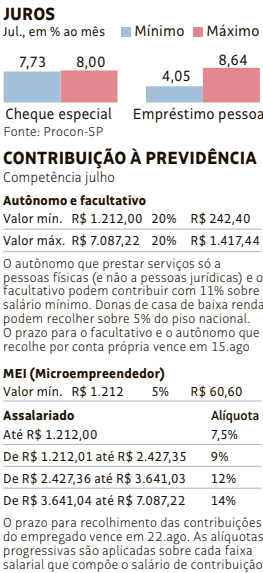 JUROS
Jul., em % ao mês Mínimo Máximo
7,73 8,00 4,05 8,64
Cheque especial Empréstimo pessoa
Fonte: Procon-SP
CONTRIBUIÇÃO À PREVIDÊNCIA
Competência julho
Autônomo e facultativo
Valor mín. R$ 1.212,00 20% R$ 242,40
Valor máx. R$ 7.087,22 20% R$ 1.417,44
O autônomo que prestar serviços só a
pessoas físicas (e não a pessoas jurídicas) e o
facultativo podem contribuir com 11% sobre
salário mínimo. Donas de casa de baixa renda
podem recolher sobre 5% do piso nacional.
O prazo para o facultativo e o autônomo que
recolhe por conta própria vence em 15.ago
MEI (Microempreendedor)
Valor mín. R$ 1.212 5% R$ 60,60
Assalariado Alíquota
Até R$ 1.212,00 7,5%
De R$ 1.212,01 até R$ 2.427,35 9%
De R$ 2.427,36 até R$ 3.641,03 12%
De R$ 3.641,04 até R$ 7.087,22 14%
O prazo para recolhimento das contribuições
do empregado vence em 22.ago. As alíquotas
progressivas são aplicadas sobre cada faixa
salarial que compõe o salário de contribuição